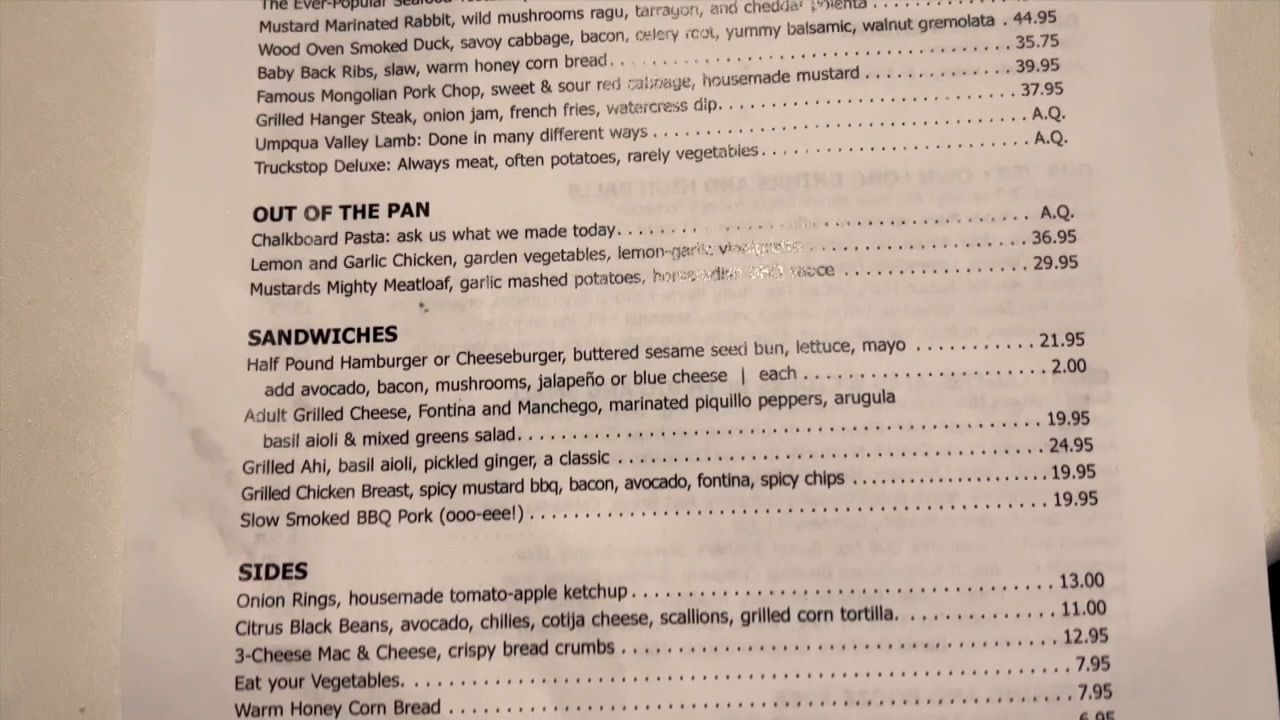 The Ever-Popular Seafood
Mustard Marinated Rabbit, wild mushrooms ragu, tarragon, and cheddar polenta . . . . . . . .
Wood Oven Smoked Duck, savoy cabbage, bacon, celery root, yummy balsamic, walnut gremolata . 44.95
Baby Back Ribs, slaw, warm honey corn bread. . . . . . . . . . . . . . . . . . . . . . . . . . . . . . 35.75
Famous Mongolian Pork Chop, sweet & sour red cabbage, housemade mustard . . . . . . . . . . . 39.95
Grilled Hanger Steak, onion jam, french fries, watercress dip. . . . . . . . . . . . . . . . . . . . . . 37.95
Umpqua Valley Lamb: Done in many different ways . . . . . . . . . . . . . . . . . . . . . . . . . . . A.Q.
Truckstop Deluxe: Always meat, often potatoes, rarely vegetables. . . . . . . . . . . . . . . . . . . A.Q.
OUT OF THE PAN
Chalkboard Pasta: ask us what we made today. . . . . . . . . . . . . . . . . . . . . . . . . . . . . . A.Q.
Lemon and Garlic Chicken, garden vegetables, lemon-garlic vinaigrette . . . . . . . . . . . . . . . 36.95
Mustards Mighty Meatloaf, garlic mashed potatoes, horseradish BBQ sauce . . . . . . . . . . . . . 29.95
SANDWICHES
Half Pound Hamburger or Cheeseburger, buttered sesame seed bun, lettuce, mayo . . . . . . . . . . 21.95
add avocado, bacon, mushrooms, jalapeño or blue cheese | each . . . . . . . . . . . . . . . . . . . 2.00
Adult Grilled Cheese, Fontina and Manchego, marinated piquillo peppers, arugula
basil aioli & mixed greens salad. . . . . . . . . . . . . . . . . . . . . . . . . . . . . . . . . . . . . 19.95
Grilled Ahi, basil aioli, pickled ginger, a classic . . . . . . . . . . . . . . . . . . . . . . . . . . . . 24.95
Grilled Chicken Breast, spicy mustard bbq, bacon, avocado, fontina, spicy chips . . . . . . . . . . . 19.95
Slow Smoked BBQ Pork (ooo-eee!) . . . . . . . . . . . . . . . . . . . . . . . . . . . . . . . . . . . 19.95
SIDES
Onion Rings, housemade tomato-apple ketchup. . . . . . . . . . . . . . . . . . . . . . . . . . . . . 13.00
Citrus Black Beans, avocado, chilies, cotija cheese, scallions, grilled corn tortilla. . . . . . . . . . . 11.00
3-Cheese Mac & Cheese, crispy bread crumbs . . . . . . . . . . . . . . . . . . . . . . . . . . . . . 12.95
Eat your Vegetables. . . . . . . . . . . . . . . . . . . . . . . . . . . . . . . . . . . . . . . . . . . . 7.95
Warm Honey Corn Bread . . . . . . . . . . . . . . . . . . . . . . . . . . . . . . . . . . . . . . . . . 7.95
6.95